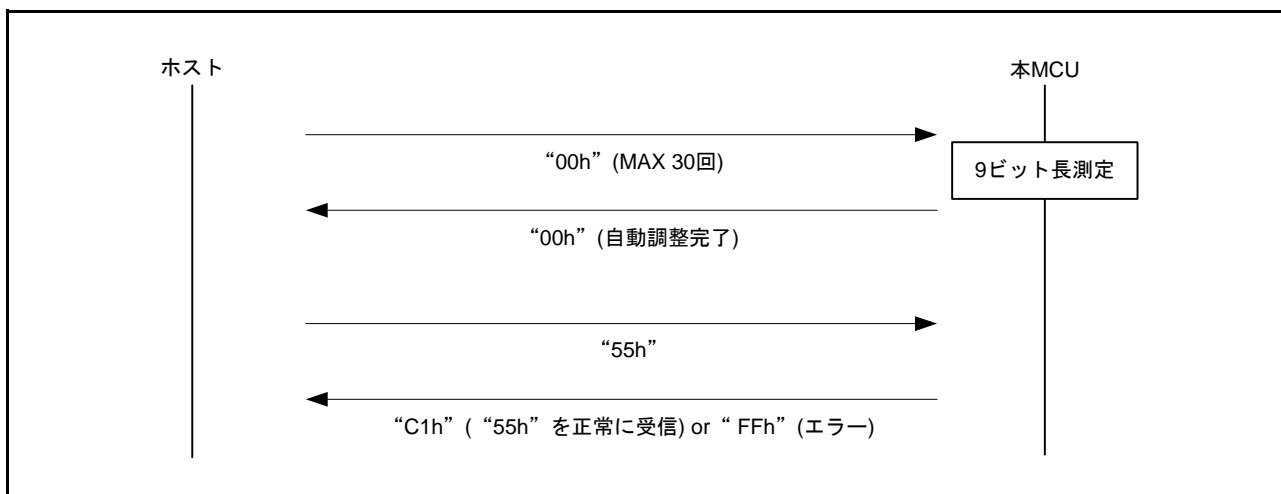 ホスト
本MCU
“00h” (MAX 30回)
9ビット長測定
“00h” (自動調整完了)
“55h”
“C1h” ( “55h” を正常に受信) or “ FFh” (エラー)